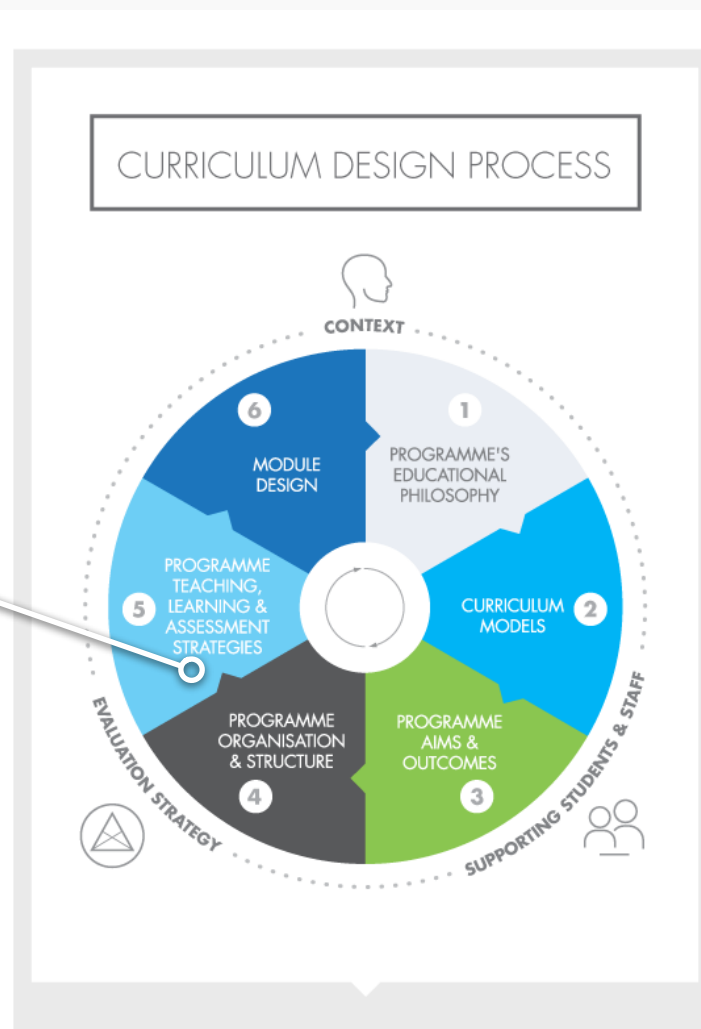 CURRICULUM DESIGN PROCESS
CONTEXT
1
PROGRAMME'S
EDUCATIONAL
PHILOSOPHY
2
CURRICULUM
MODELS
3
PROGRAMME
AIMS &
OUTCOMES
4
PROGRAMME
ORGANISATION
& STRUCTURE
5
PROGRAMME
TEACHING,
LEARNING &
ASSESSMENT
STRATEGIES
6
MODULE
DESIGN
SUPPORTING STUDENTS & STAFF
EVALUATION STRATEGY